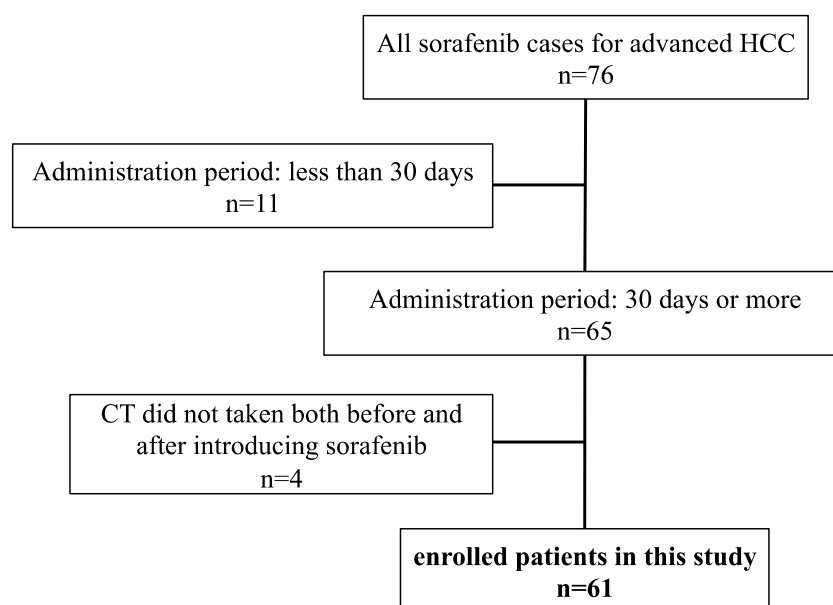 All sorafenib cases for advanced HCC
n=76
Administration period: less than 30 days
n=11
Administration period: 30 days or more
n=65
CT did not taken both before and
after introducing sorafenib
n=4
enrolled patients in this study
n=61